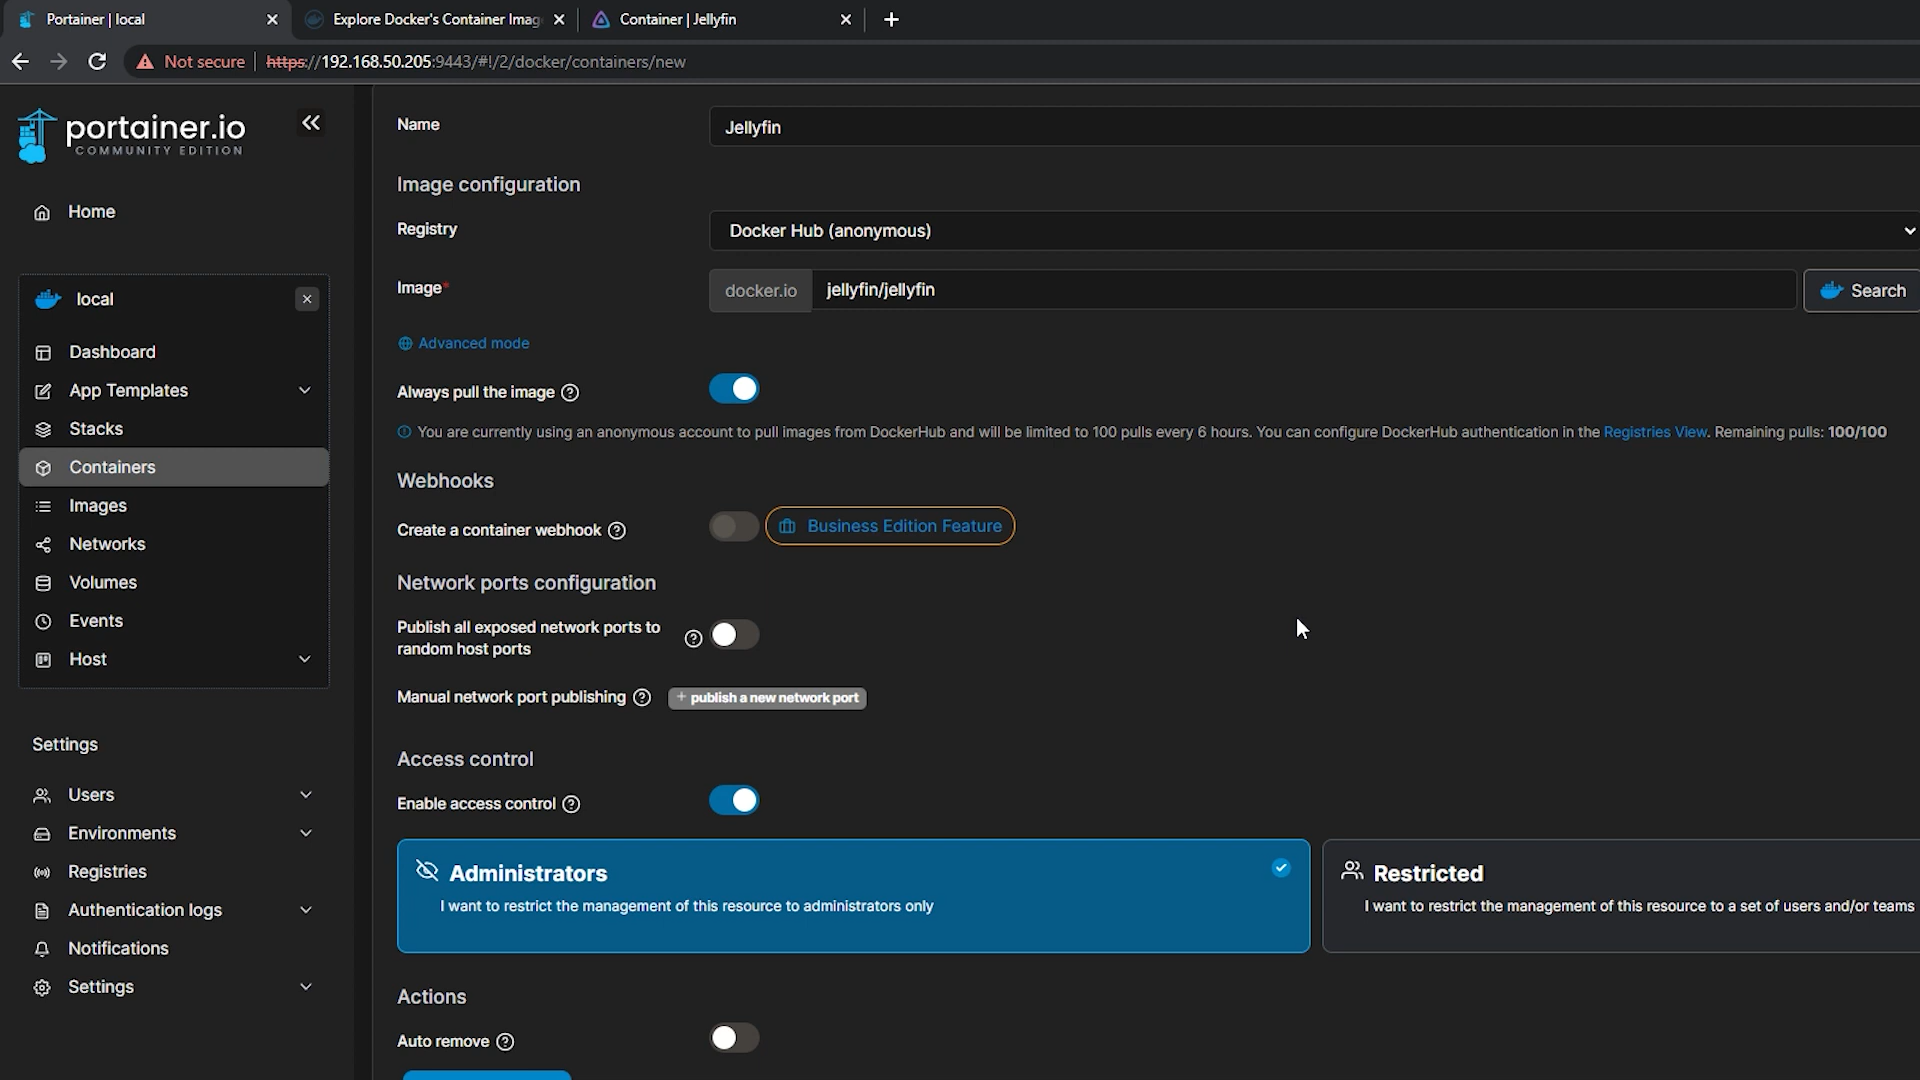 Portainer | local
Explore Docker's Container Imag
Container | Jellyfin
Not secure
https://192.168.50.205:9443/#!/2/docker/containers/new
portainer.io
COMMUNITY EDITION
Home
local
Dashboard
App Templates
Stacks
Containers
Images
Networks
Volumes
Events
Host
Settings
Users
Environments
Registries
Authentication logs
Notifications
Settings
Name
Jellyfin
Image configuration
Registry
Docker Hub (anonymous)
Image*
docker.io
jellyfin/jellyfin
Search
Advanced mode
Always pull the image
You are currently using an anonymous account to pull images from DockerHub and will be limited to 100 pulls every 6 hours. You can configure DockerHub authentication in the Registries View. Remaining pulls: 100/100
Webhooks
Create a container webhook
Business Edition Feature
Network ports configuration
Publish all exposed network ports to
random host ports
Manual network port publishing
+ publish a new network port
Access control
Enable access control
Administrators
I want to restrict the management of this resource to administrators only
Restricted
I want to restrict the management of this resource to a set of users and/or teams
Actions
Auto remove